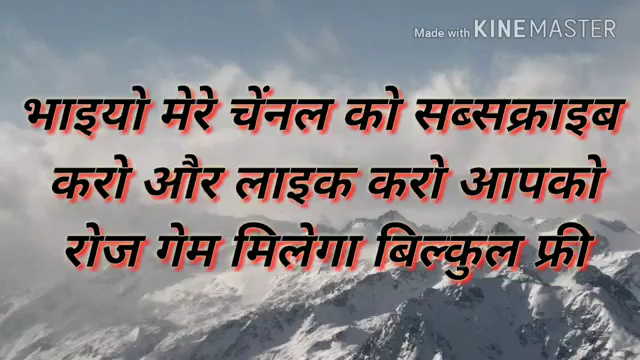 Made with KINEMASTER
भाइयो मेरे चेंनल को सब्सक्राइब
करो और लाइक करो आपको
रोज गेम मिलेगा बिल्कुल फ्री